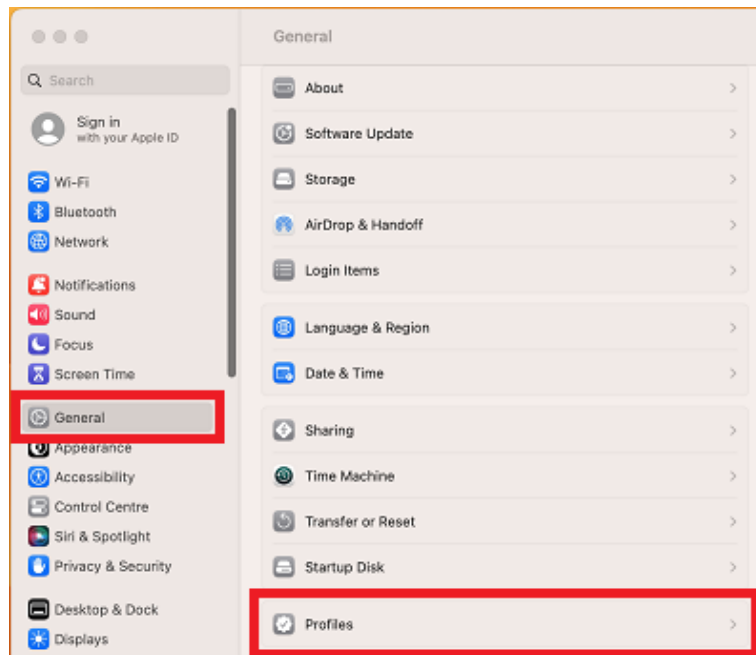 General
Search
Sign in
with your Apple ID
Wi-Fi
Bluetooth
Network
Notifications
Sound
Focus
Screen Time
General
Appearance
Accessibility
Control Centre
Siri & Spotlight
Privacy & Security
Desktop & Dock
Displays
About
Software Update
Storage
AirDrop & Handoff
Login Items
Language & Region
Date & Time
Sharing
Time Machine
Transfer or Reset
Startup Disk
Profiles